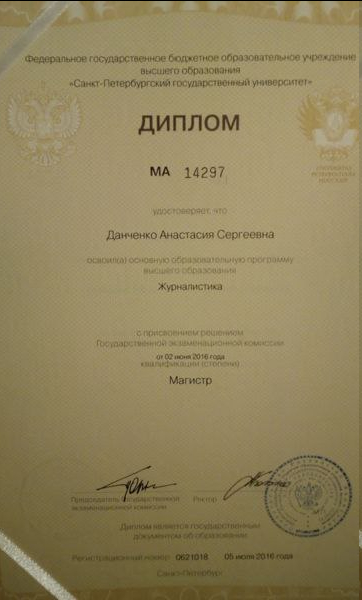 Федеральное государственное бюджетное образовательное учреждение
высшего образования
«Санкт-Петербургский государственный университет»
ДИПЛОМ
МА 14297
удостоверяет, что
Данченко Анастасия Сергеевна
освоил(а) основную образовательную программу
высшего образования
Журналистика
с присвоением решением
Государственной экзаменационной комиссии
от 02 июня 2016 года
квалификации (степени)
Магистр
Председатель Государственной
экзаменационной комиссии
Ректор
Диплом является государственным
документом об образовании
Регистрационный номер 0621018 05 июля 2016 года
Санкт-Петербург